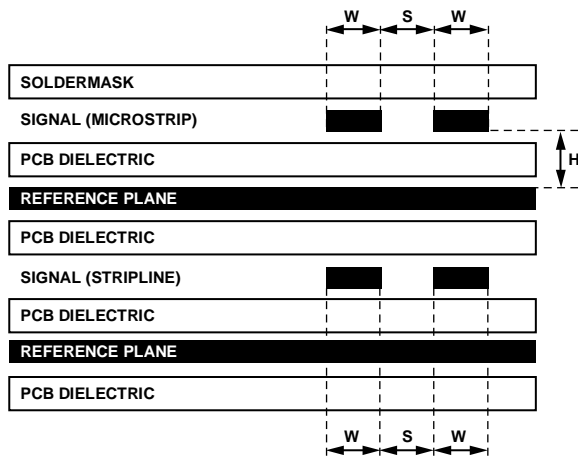 W S W
SOLDERMASK
SIGNAL (MICROSTRIP)
H
PCB DIELECTRIC
REFERENCE PLANE
PCB DIELECTRIC
SIGNAL (STRIPLINE)
PCB DIELECTRIC
REFERENCE PLANE
PCB DIELECTRIC
W S W